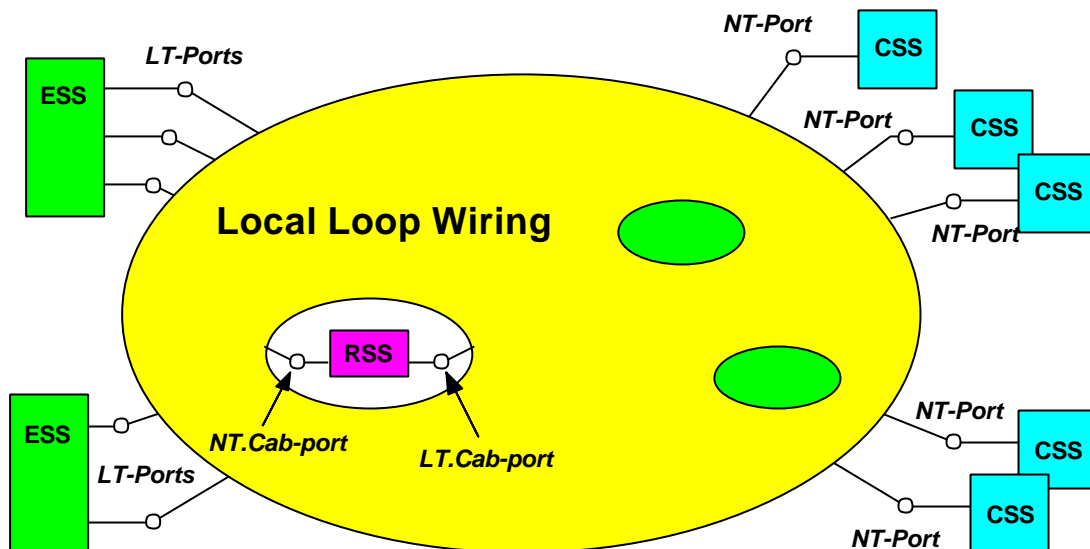 NT-Port
CSS
LT-Ports
ESS
NT-Port
CSS
CSS
NT-Port
Local Loop Wiring
RSS
NT.Cab-port
LT.Cab-port
ESS
LT-Ports
NT-Port
CSS
CSS
NT-Port